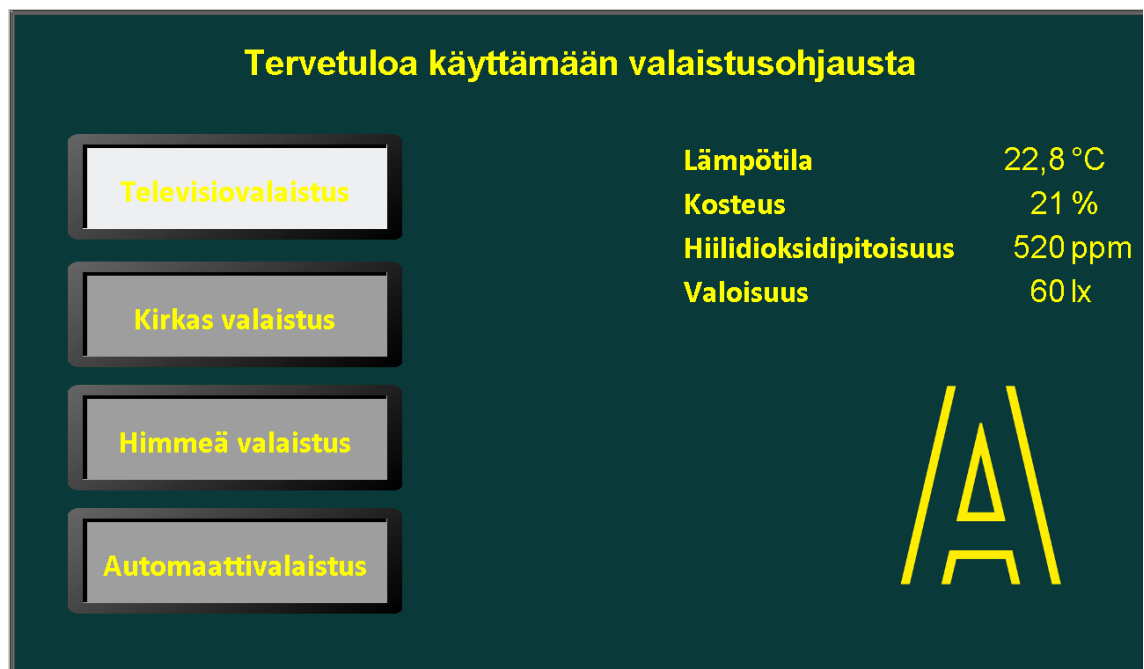 Tervetuloa käyttämään valaistusohjausta
Televisiovalaistus
Kirkas valaistus
Himmeä valaistus
Automaattivalaistus
Lämpötila 22,8 °C
Kosteus 21 %
Hiilidioksidipitoisuus 520 ppm
Valoisuus 60 lx